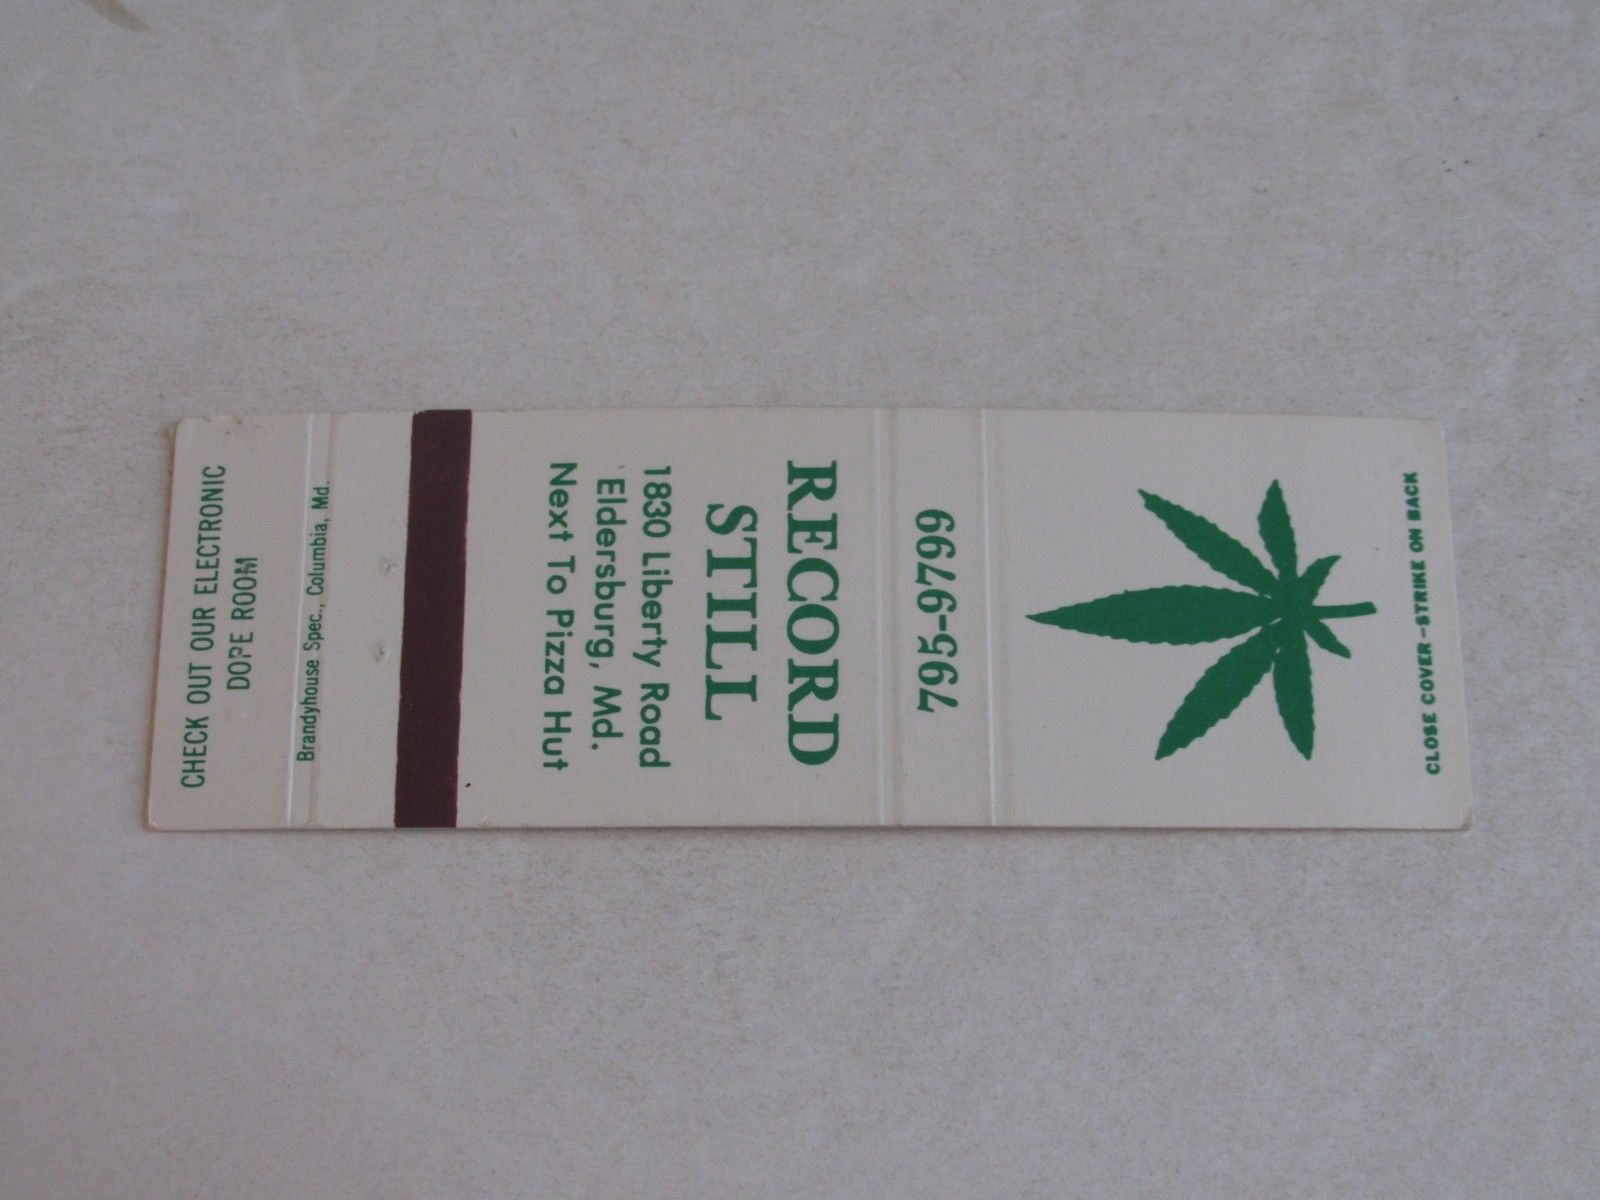 CLOSE COVER - STRIKE ON BACK
795-9799
RECORD
STILL
1830 Liberty Road
Eldersburg, Md.
Next To Pizza Hut
Brandyhouse Spec., Columbia, Md.
CHECK OUT OUR ELECTRONIC
DOPE ROOM